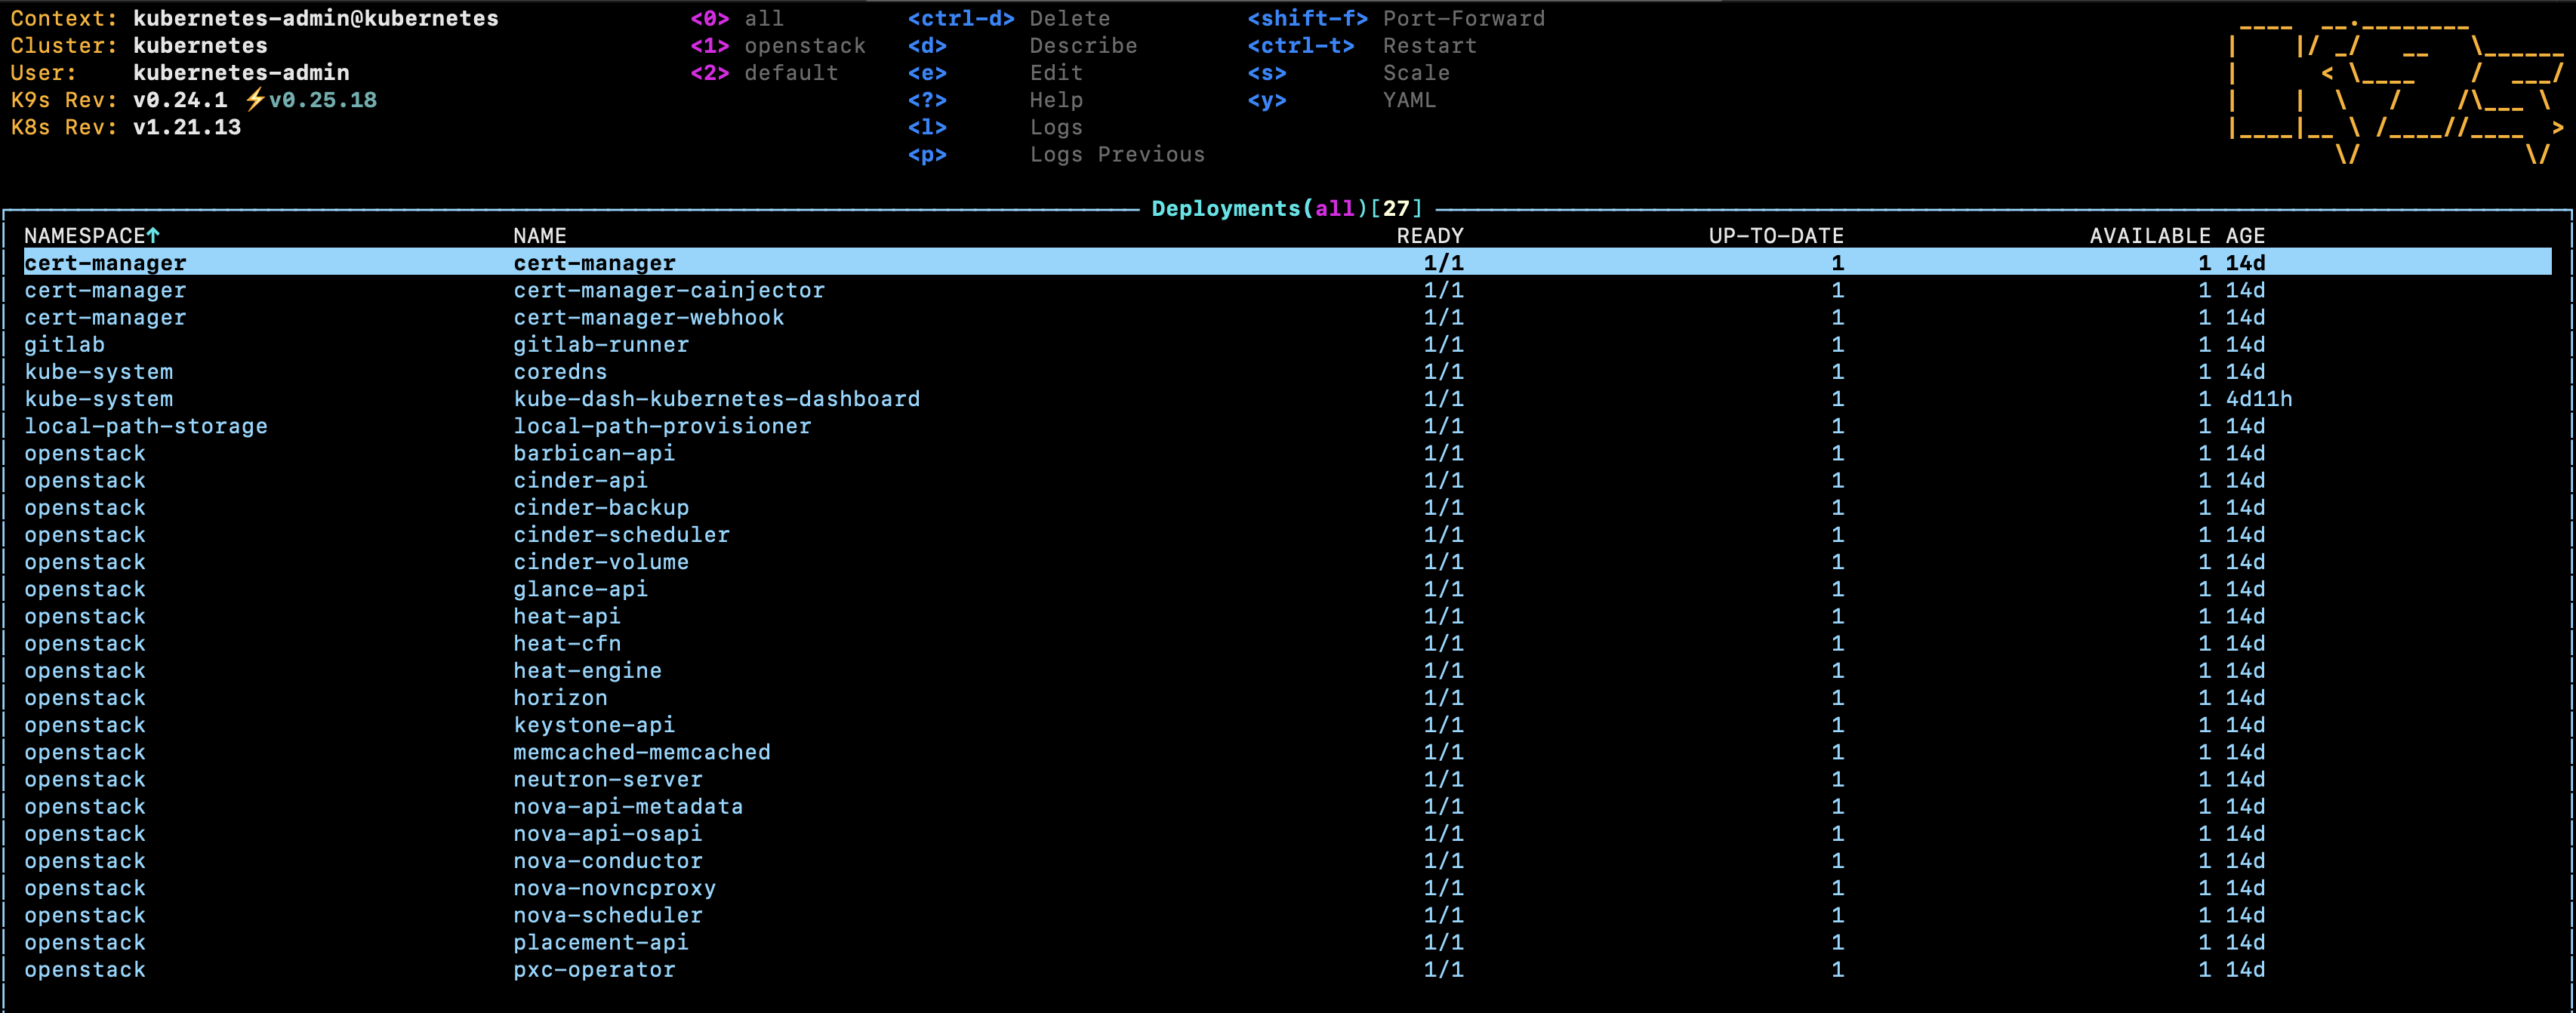 Context: kubernetes-admin@kubernetes <0> all <ctrl-d> Delete <shift-f> Port-Forward
Cluster: kubernetes <1> openstack <d> Describe <ctrl-t> Restart
User: kubernetes-admin <2> default <e> Edit <s> Scale
K9s Rev: v0.24.1 ⚡v0.25.18 <?> Help <y> YAML
K8s Rev: v1.21.13 <l> Logs
<p> Logs Previous
Deployments(all)[27]
NAMESPACE↑ NAME READY UP-TO-DATE AVAILABLE AGE
cert-manager cert-manager 1/1 1 1 14d
cert-manager cert-manager-cainjector 1/1 1 1 14d
cert-manager cert-manager-webhook 1/1 1 1 14d
gitlab gitlab-runner 1/1 1 1 14d
kube-system coredns 1/1 1 1 14d
kube-system kube-dash-kubernetes-dashboard 1/1 1 1 4d11h
local-path-storage local-path-provisioner 1/1 1 1 14d
openstack barbican-api 1/1 1 1 14d
openstack cinder-api 1/1 1 1 14d
openstack cinder-backup 1/1 1 1 14d
openstack cinder-scheduler 1/1 1 1 14d
openstack cinder-volume 1/1 1 1 14d
openstack glance-api 1/1 1 1 14d
openstack heat-api 1/1 1 1 14d
openstack heat-cfn 1/1 1 1 14d
openstack heat-engine 1/1 1 1 14d
openstack horizon 1/1 1 1 14d
openstack keystone-api 1/1 1 1 14d
openstack memcached-memcached 1/1 1 1 14d
openstack neutron-server 1/1 1 1 14d
openstack nova-api-metadata 1/1 1 1 14d
openstack nova-api-osapi 1/1 1 1 14d
openstack nova-conductor 1/1 1 1 14d
openstack nova-novncproxy 1/1 1 1 14d
openstack nova-scheduler 1/1 1 1 14d
openstack placement-api 1/1 1 1 14d
openstack pxc-operator 1/1 1 1 14d